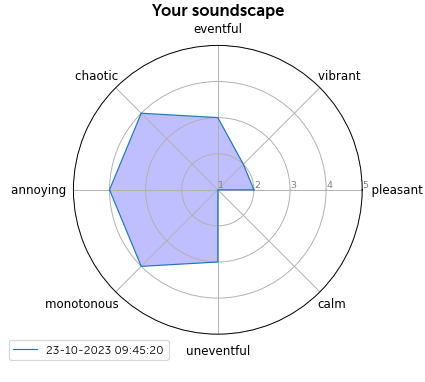 Your soundscape
eventful
chaotic
vibrant
annoying
1
2
3
4
5
pleasant
monotonous
calm
23-10-2023 09:45:20
uneventful